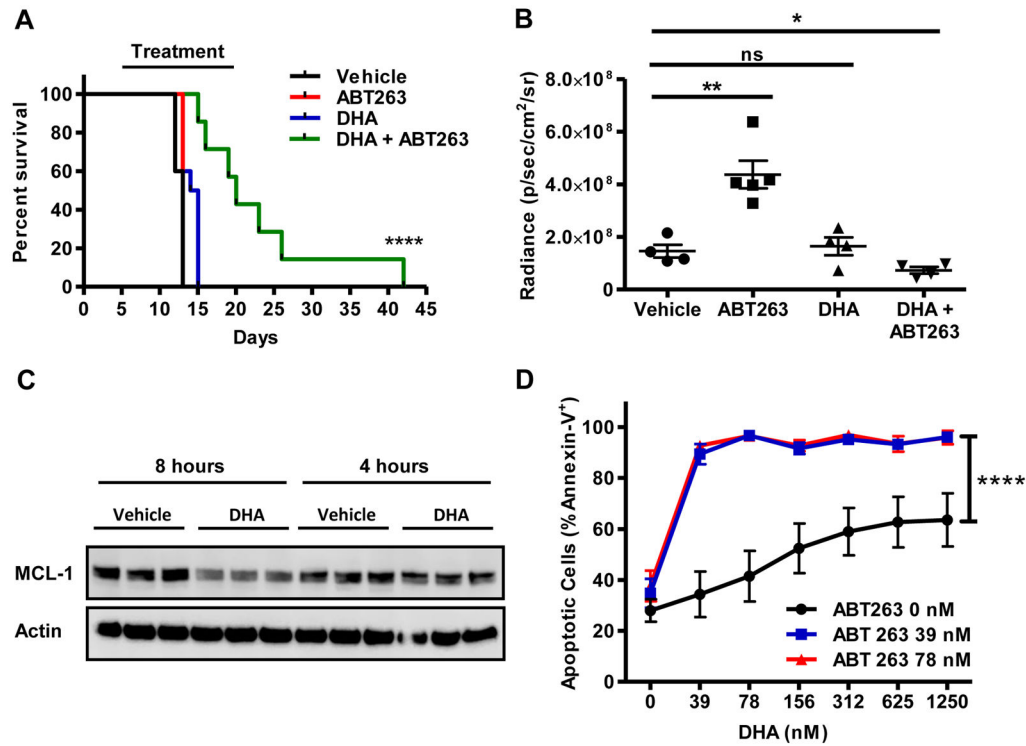 A
Treatment
Vehicle
ABT263
DHA
DHA + ABT263
Percent survival
100
80
60
40
20
0
****
0 5 10 15 20 25 30 35 40 45
Days
B
*
ns
**
Radiance (p/sec/cm²/sr)
8.0×10⁸
6.0×10⁸
4.0×10⁸
2.0×10⁸
0
Vehicle ABT263 DHA DHA +
ABT263
C
8 hours 4 hours
Vehicle DHA Vehicle DHA
MCL-1
Actin
D
Apoptotic Cells (% Annexin-V⁺)
100
80
60
40
20
0
****
ABT263 0 nM
ABT 263 39 nM
ABT 263 78 nM
0 39 78 156 312 625 1250
DHA (nM)